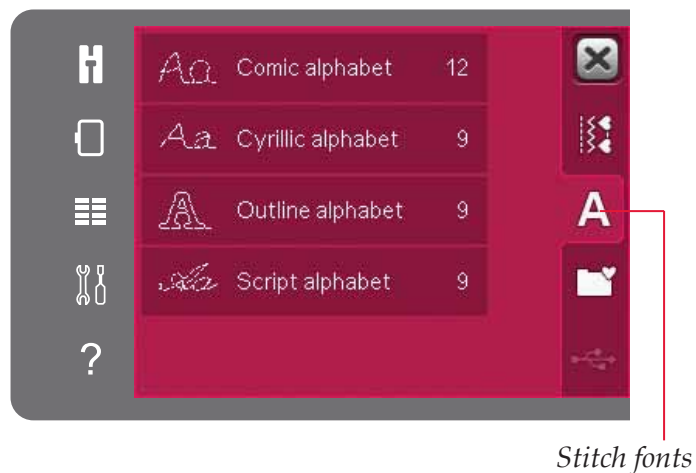 Aa Comic alphabet 12
Aa Cyrillic alphabet 9
A Outline alphabet 9
Script alphabet 9
A
?
Stitch fonts